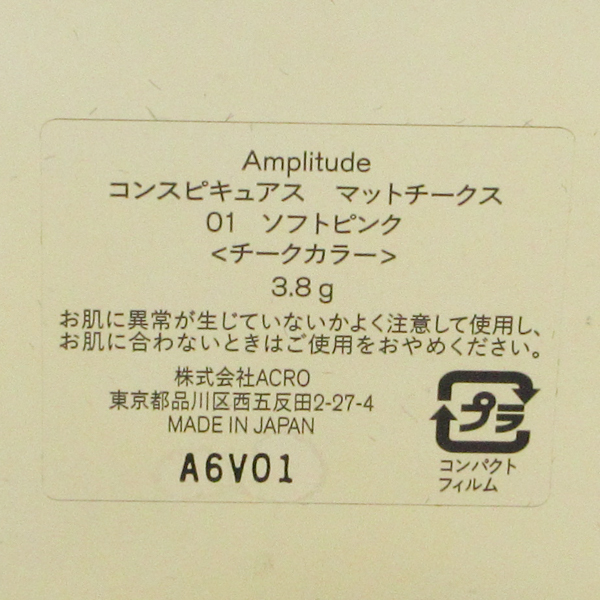 Amplitude
コンスピキュアス　マットチークス
01　ソフトピンク
<チークカラー>
3.8 g
お肌に異常が生じていないかよく注意して使用し、
お肌に合わないときはご使用をおやめください。
株式会社ACRO
東京都品川区西五反田2-27-4
MADE IN JAPAN
A6V01
プラ
コンパクト
フィルム